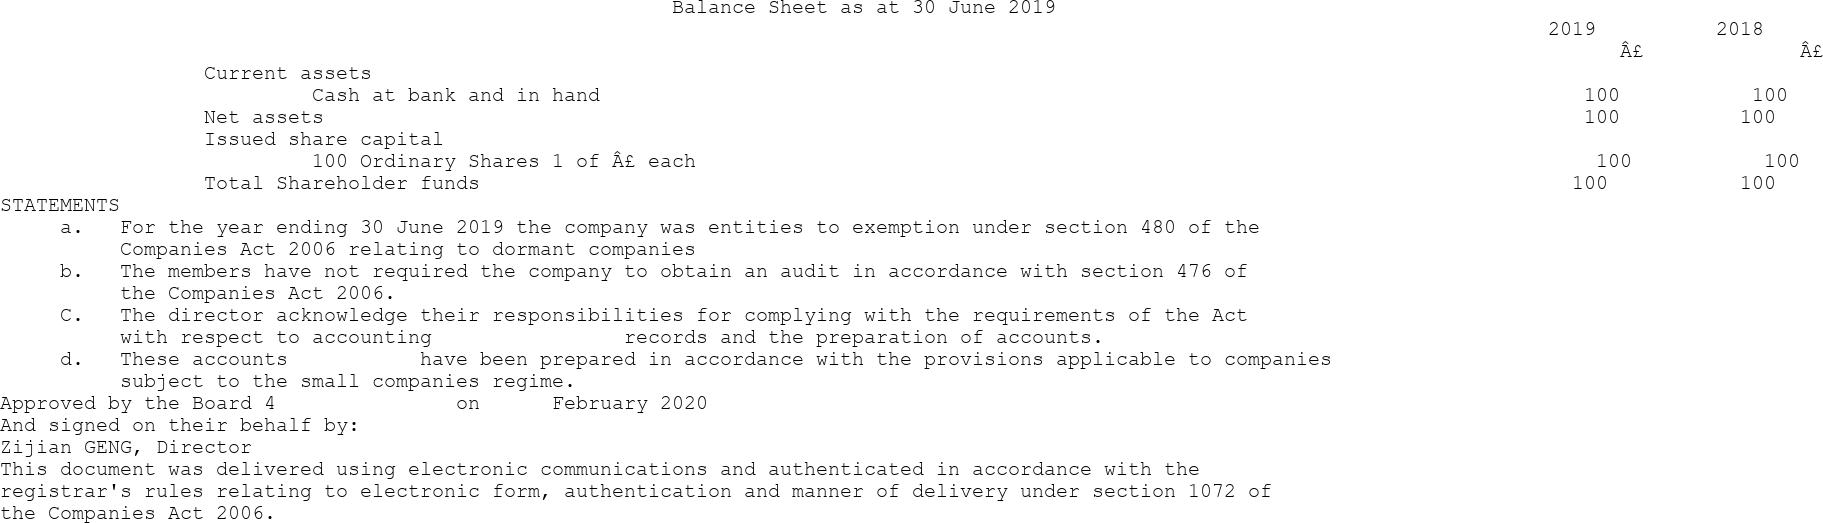 Balance Sheet as at 30 June 2019
2019 2018
Â£ Â£
Current assets
Cash at bank and in hand 100 100
Net assets 100 100
Issued share capital
100 Ordinary Shares 1 of Â£ each 100 100
Total Shareholder funds 100 100
STATEMENTS
a. For the year ending 30 June 2019 the company was entities to exemption under section 480 of the
Companies Act 2006 relating to dormant companies
b. The members have not required the company to obtain an audit in accordance with section 476 of
the Companies Act 2006.
C. The director acknowledge their responsibilities for complying with the requirements of the Act
with respect to accounting records and the preparation of accounts.
d. These accounts have been prepared in accordance with the provisions applicable to companies
subject to the small companies regime.
Approved by the Board 4 on February 2020
And signed on their behalf by:
Zijian GENG, Director
This document was delivered using electronic communications and authenticated in accordance with the
registrar's rules relating to electronic form, authentication and manner of delivery under section 1072 of
the Companies Act 2006.